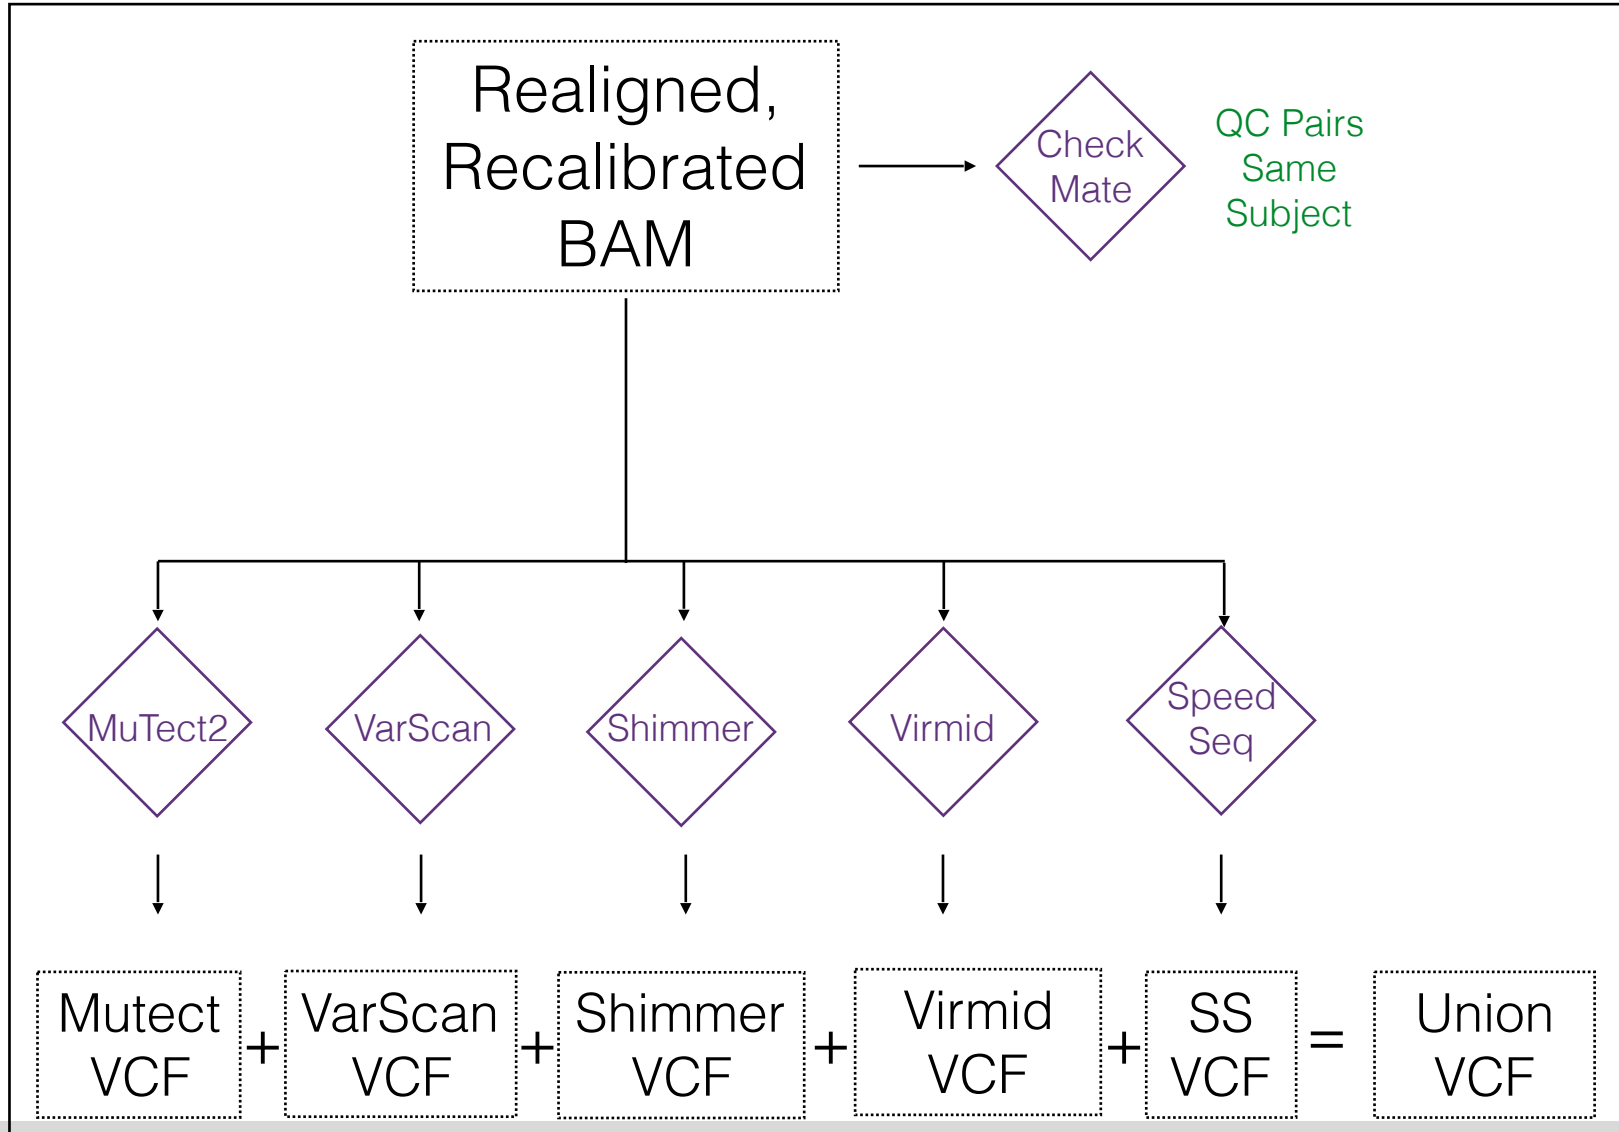 Realigned,
Recalibrated
BAM
Check
Mate
QC Pairs
Same
Subject
MuTect2
VarScan
Shimmer
Virmid
Speed
Seq
Mutect
VCF
+
VarScan
VCF
+
Shimmer
VCF
+
Virmid
VCF
+
SS
VCF
=
Union
VCF